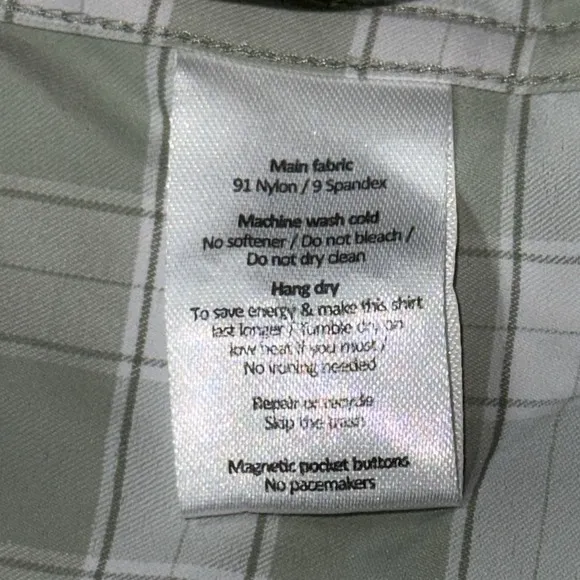 Main fabric
91 Nylon / 9 Spandex
Machine wash cold
No softener / Do not bleach /
Do not dry clean
Hang dry
To save energy & make this shirt
last longer / Tumble dry on
low heat if you must /
No ironing needed
Repair or recycle
Skip the trash
Magnetic pocket buttons
No pacemakers